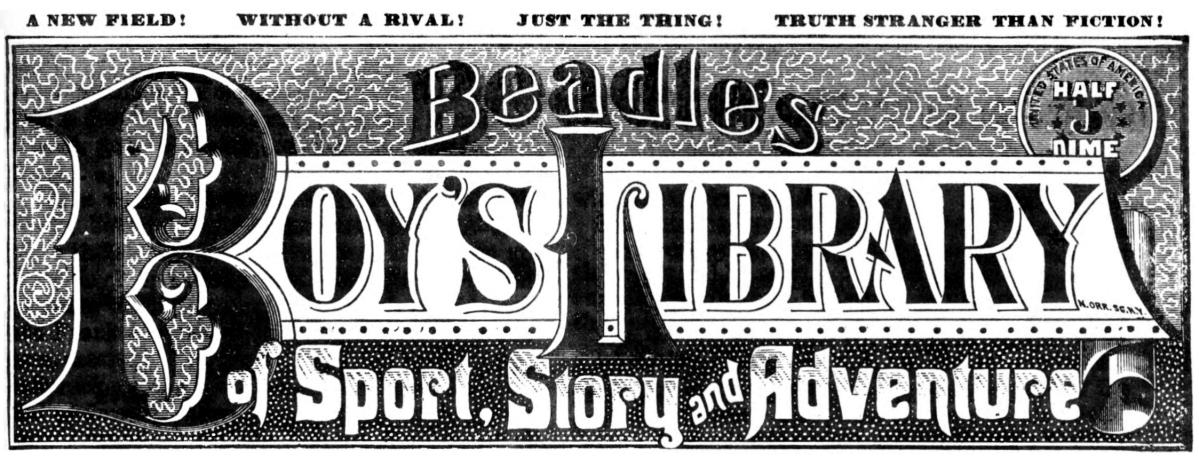 A NEW FIELD! WITHOUT A RIVAL! JUST THE THING! TRUTH STRANGER THAN FICTION!
Beadle's
UNITED STATES OF AMERICA
HALF
5
DIME
BOY'S LIBRARY
N. ORR. SC. N.Y.
of Sport, Story and Adventure